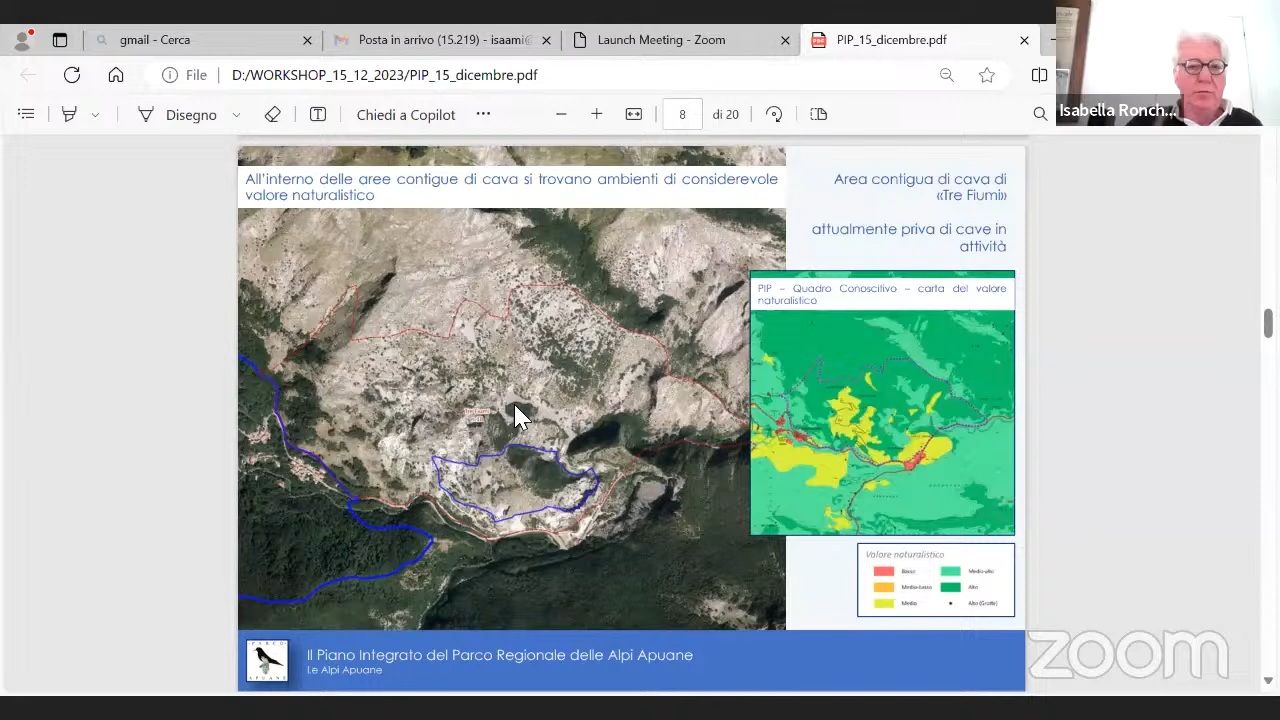 gmail - Cerca
Posta in arrivo (15.219) - isaami@
Launch Meeting - Zoom
PIP_15_dicembre.pdf
File
D:/WORKSHOP_15_12_2023/PIP_15_dicembre.pdf
Disegno
Chiedi a Copilot
8
di 20
Isabella Ronch...
All'interno delle aree contigue di cava si trovano ambienti di considerevole
valore naturalistico
Area contigua di cava di
«Tre Fiumi»
attualmente priva di cave in
attività
PIP – Quadro Conoscitivo – carta del valore
naturalistico
Valore naturalistico
Basso
Medio-alto
Medio-basso
Alto
Medio
Alto (Grotte)
PARCO
APUANE
Il Piano Integrato del Parco Regionale delle Alpi Apuane
Le Alpi Apuane
zoom